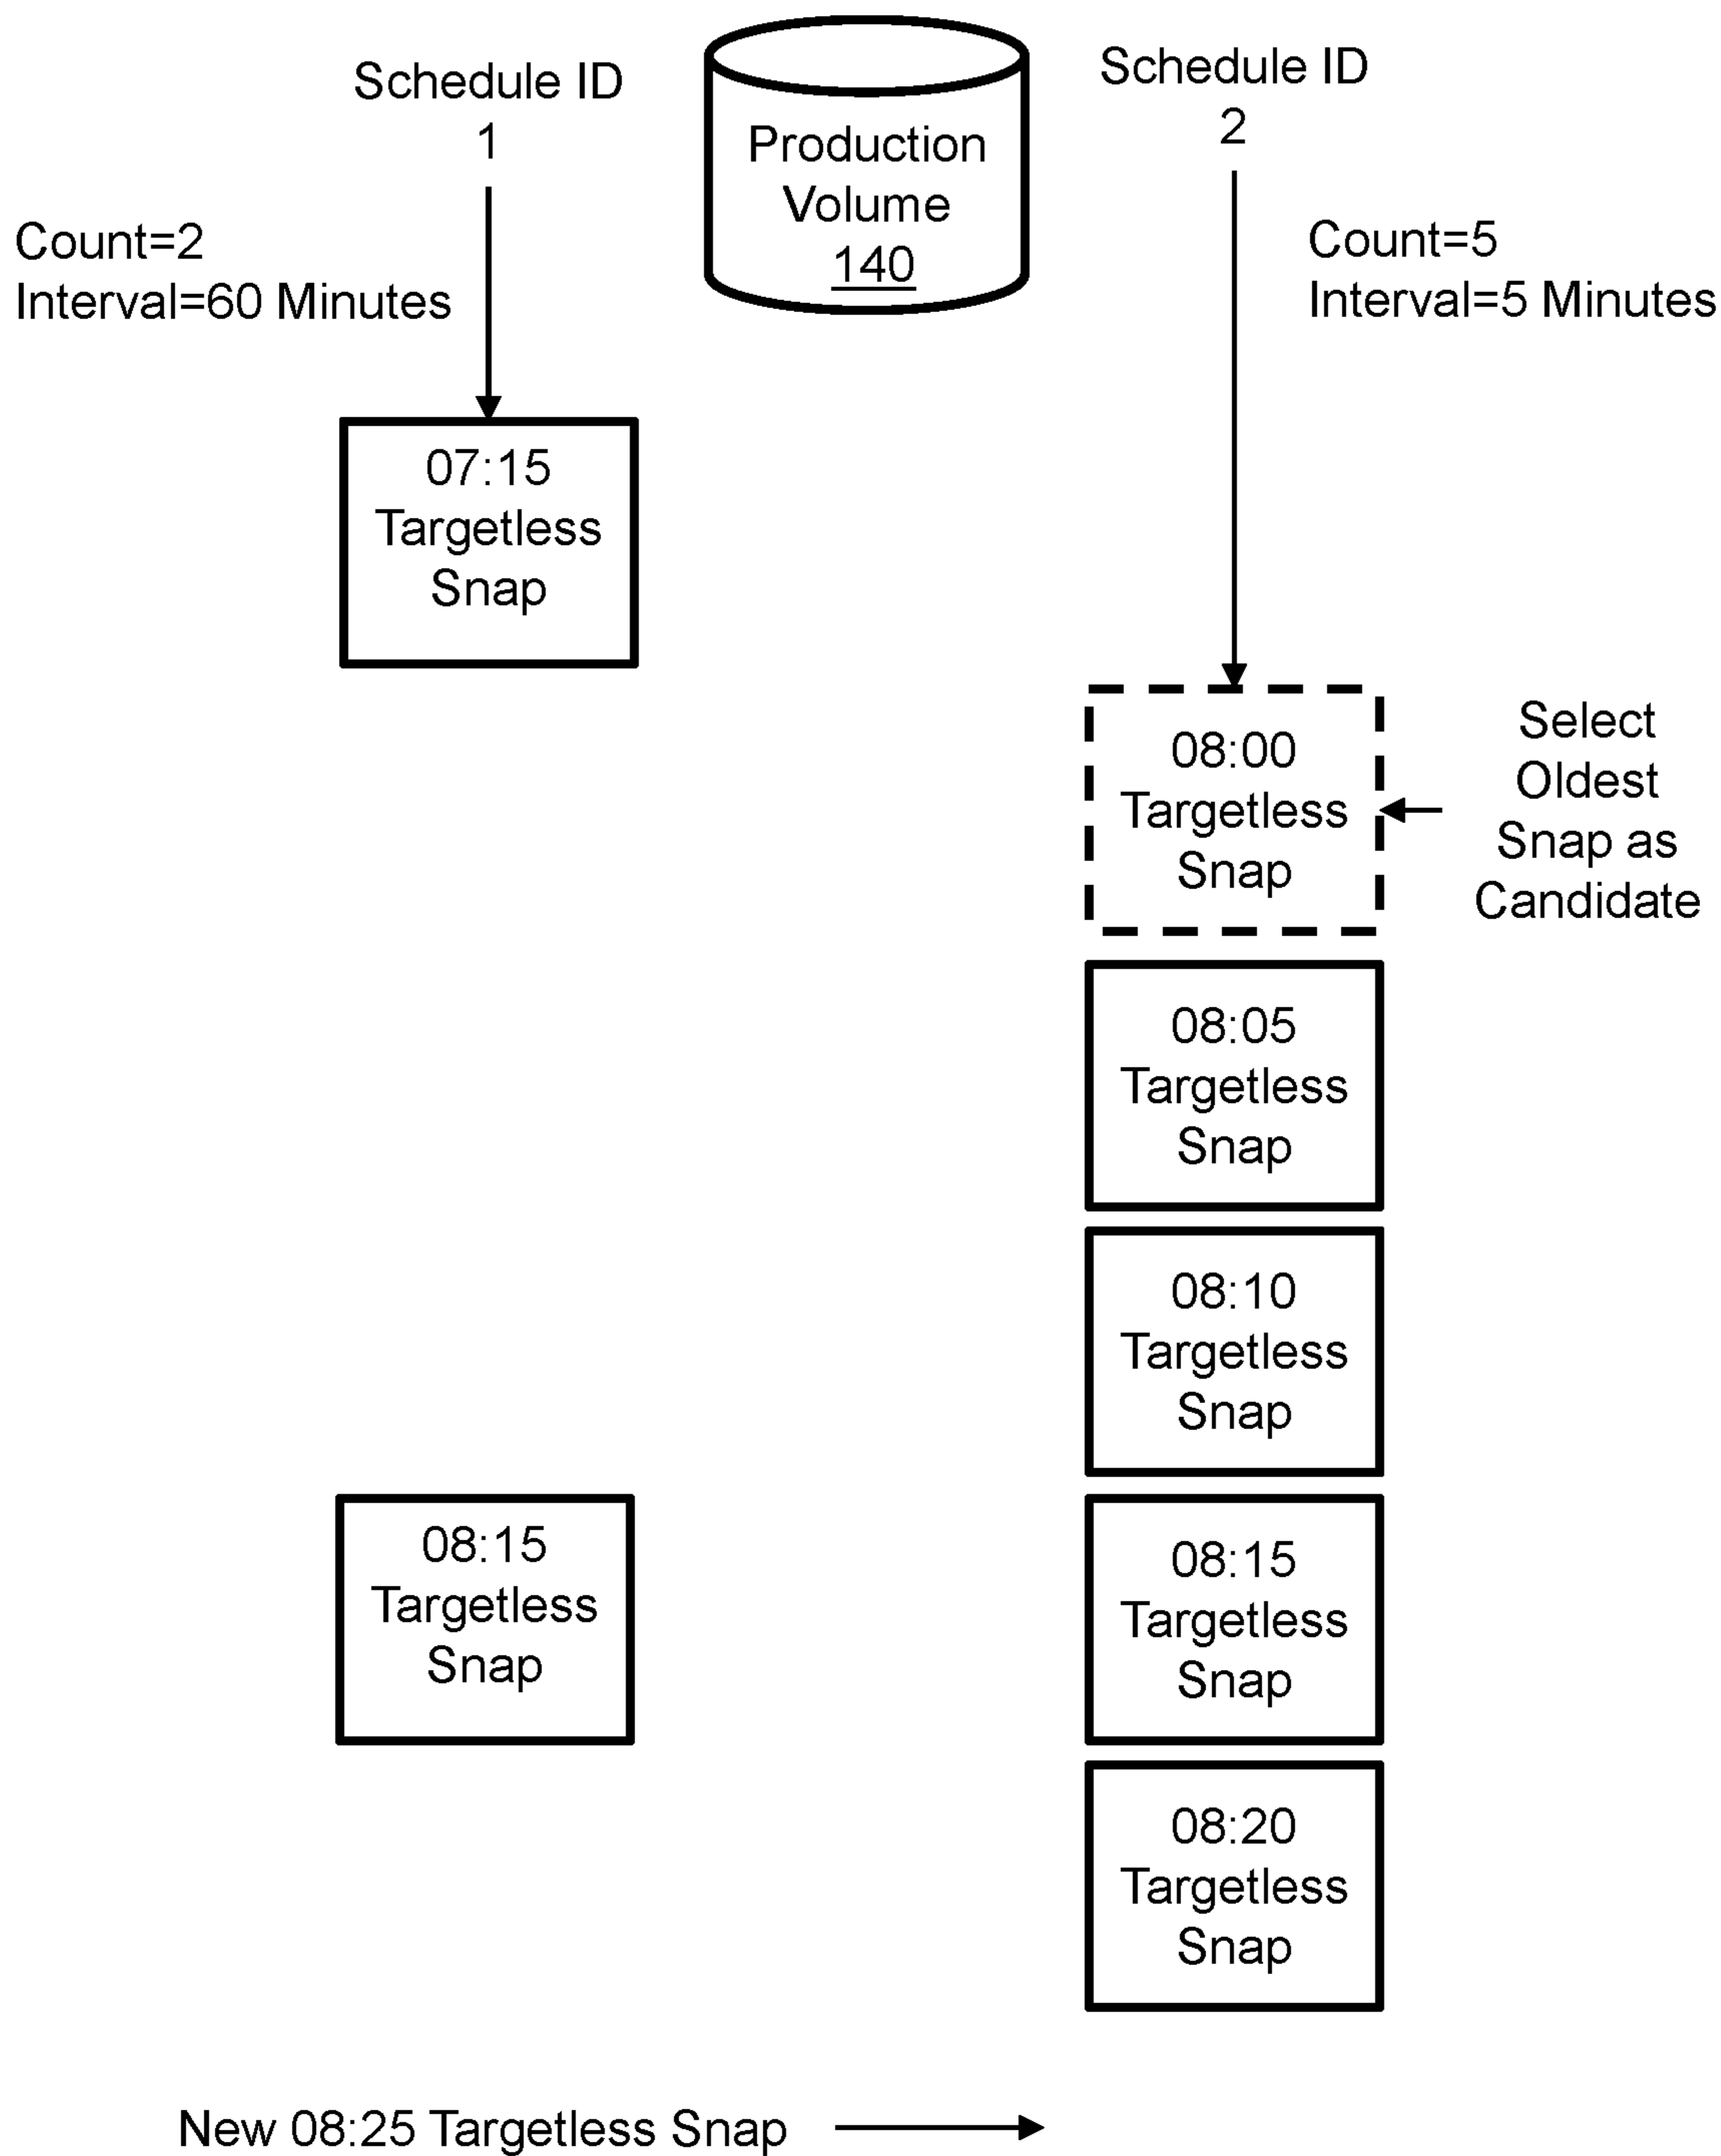 Schedule ID
1
Count=2
Interval=60 Minutes
Production
Volume
140
Schedule ID
2
Count=5
Interval=5 Minutes
07:15
Targetless
Snap
08:00
Targetless
Snap
Select
Oldest
Snap as
Candidate
08:05
Targetless
Snap
08:10
Targetless
Snap
08:15
Targetless
Snap
08:15
Targetless
Snap
08:20
Targetless
Snap
New 08:25 Targetless Snap